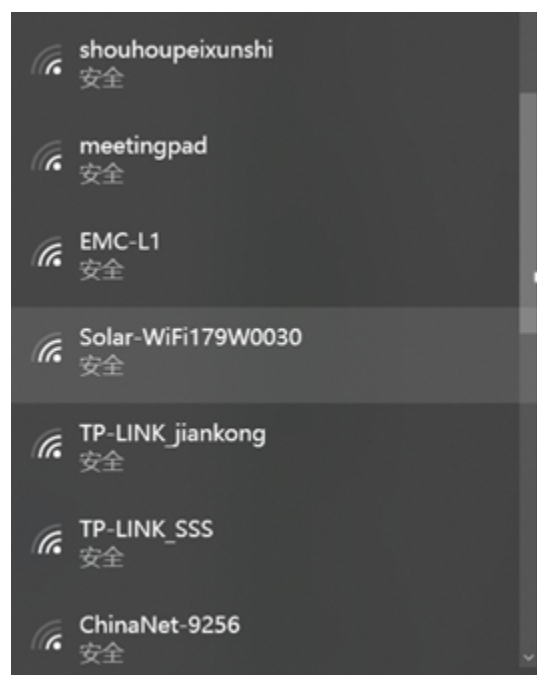 shouhoupeixunshi
安全
meetingpad
安全
EMC-L1
安全
Solar-WiFi179W0030
安全
TP-LINK_jiankong
安全
TP-LINK_SSS
安全
ChinaNet-9256
安全